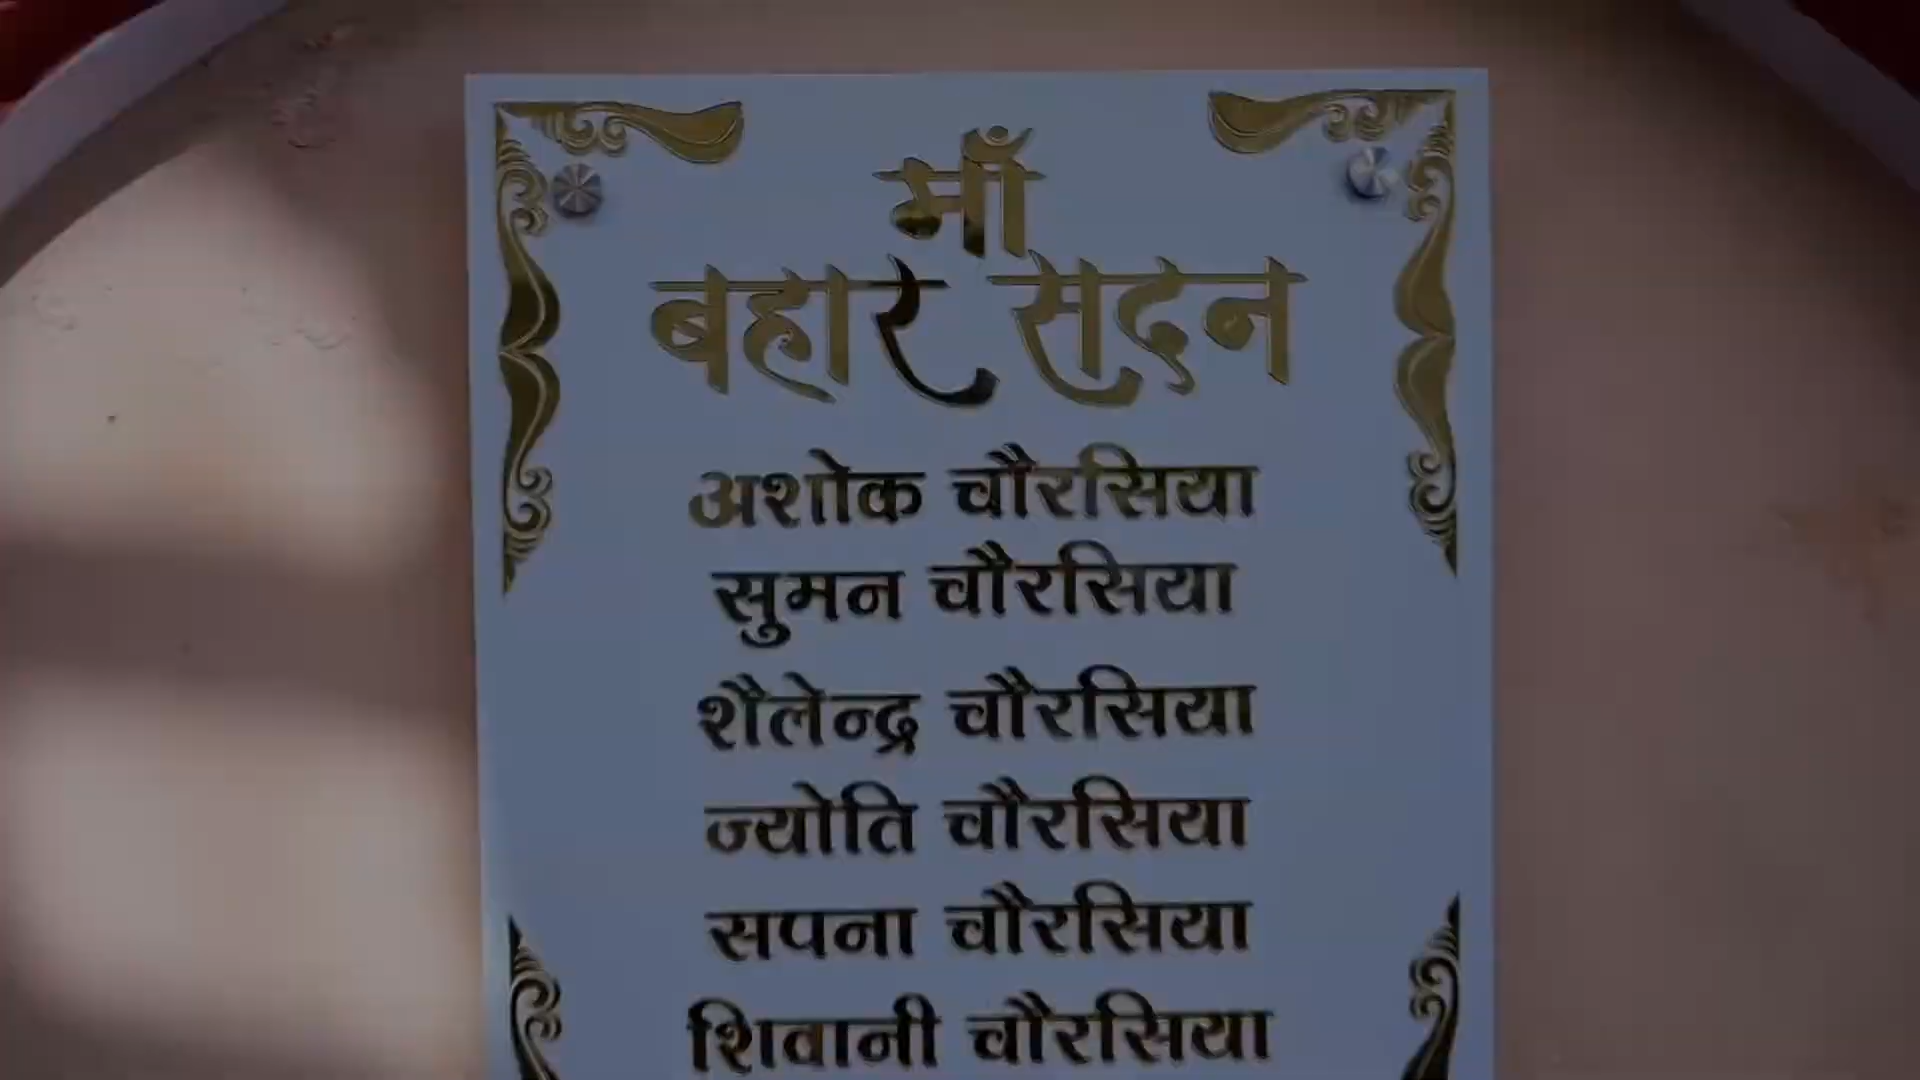 माँ
बहार सदन
अशोक चौरसिया
सुमन चौरसिया
शैलेन्द्र चौरसिया
ज्योति चौरसिया
सपना चौरसिया
शिवानी चौरसिया